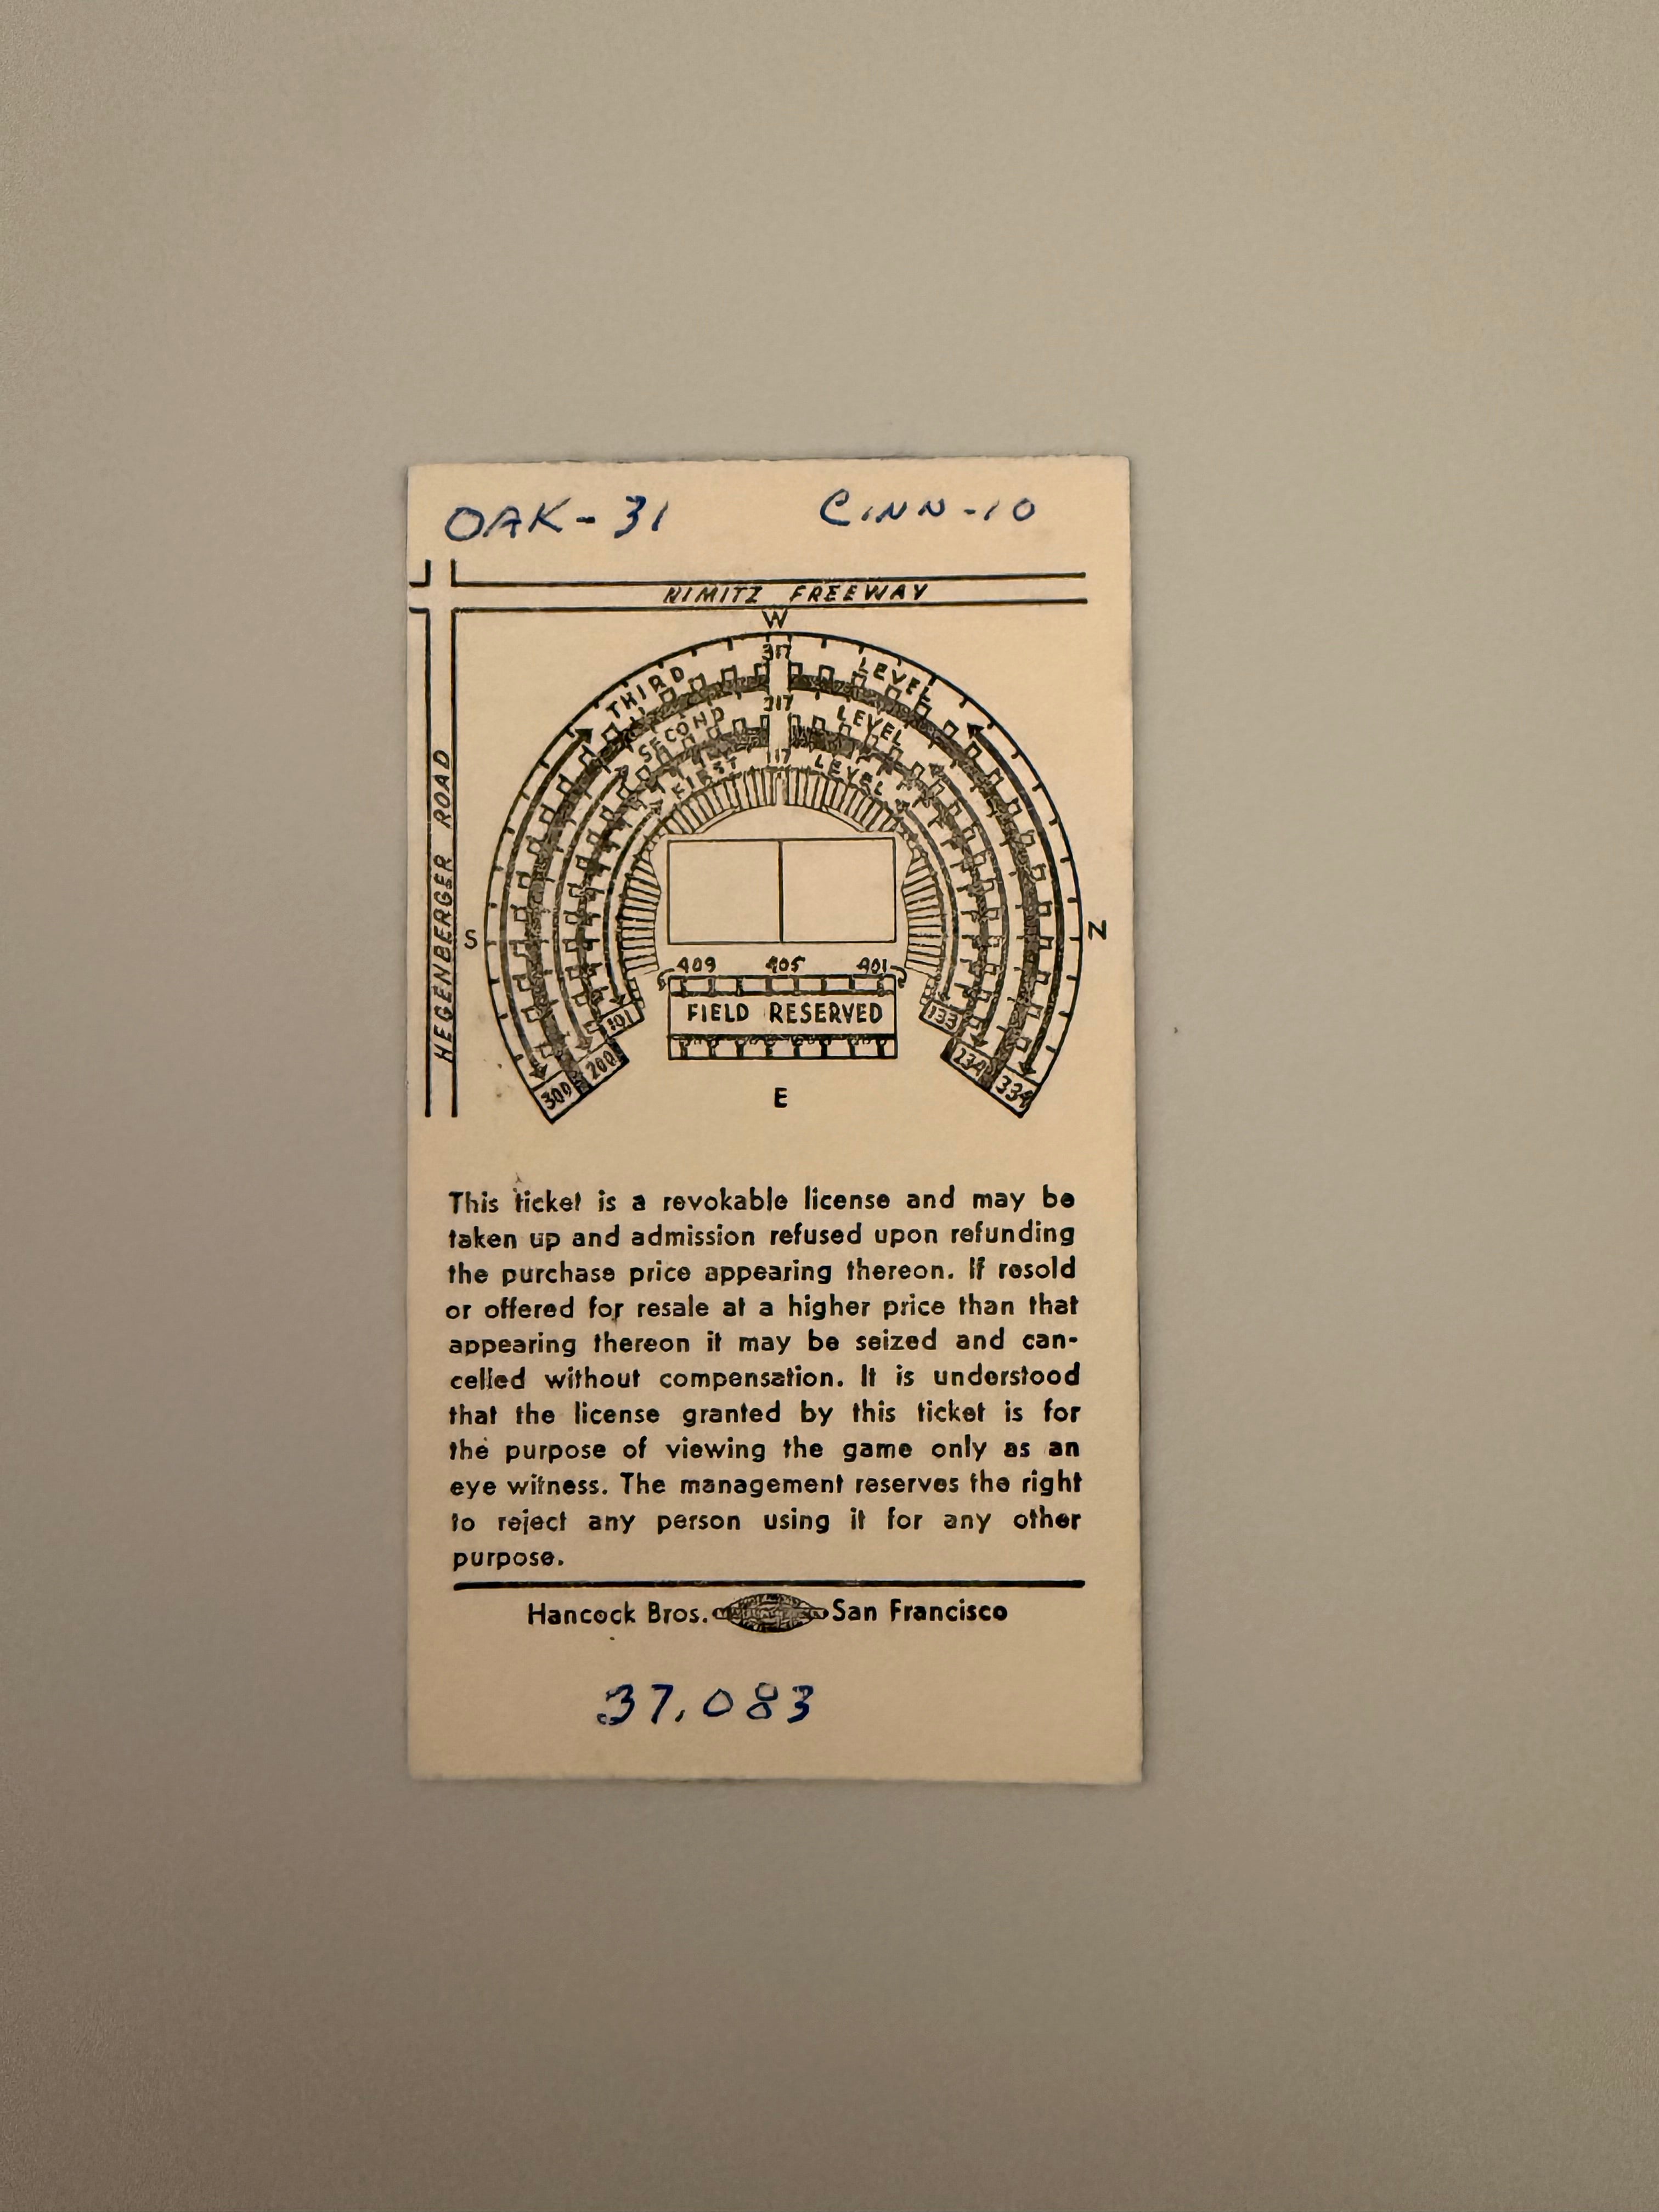 OAK-31 CINN-10
NIMITZ FREEWAY
W
317
THIRD LEVEL
217
SECOND LEVEL
117
FIRST LEVEL
HEGENBERGER ROAD
S
N
409 405 401
FIELD RESERVED
101 133
200 234
300 334
E
This ticket is a revokable license and may be
taken up and admission refused upon refunding
the purchase price appearing thereon. If resold
or offered for resale at a higher price than that
appearing thereon it may be seized and can-
celled without compensation. It is understood
that the license granted by this ticket is for
the purpose of viewing the game only as an
eye witness. The management reserves the right
to reject any person using it for any other
purpose.
Hancock Bros. San Francisco
37,083